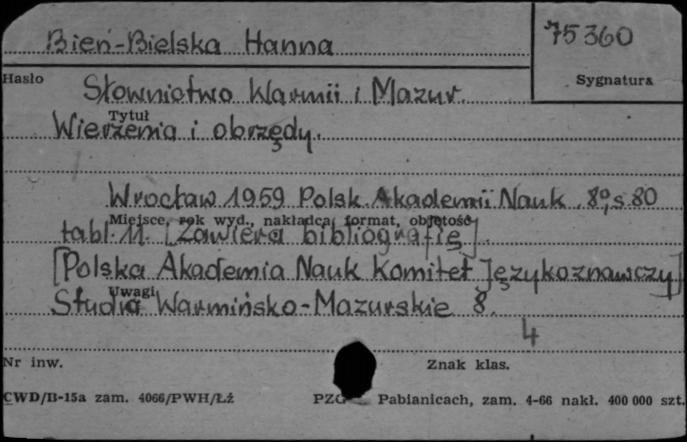 Bień-Bielska Hanna
75360
Hasło
Sygnatura
Słownictwo Warmii i Mazur.
Tytuł
Wierzenia i obrzędy.
Wrocław 1959 Polsk. Akademii Nauk 8°, s 80
Miejsce, rok wyd., nakładca, format, objętość
tabl. 11. [Zawiera bibliografię].
[Polska Akademia Nauk Komitet Językoznawczy]
Uwagi
Studia Warmińsko-Mazurskie 8.
4
Nr inw.
Znak klas.
CWD/B-15a zam. 4066/PWH/Łż
PZG Pabianicach, zam. 4-66 nakł. 400 000 szt.